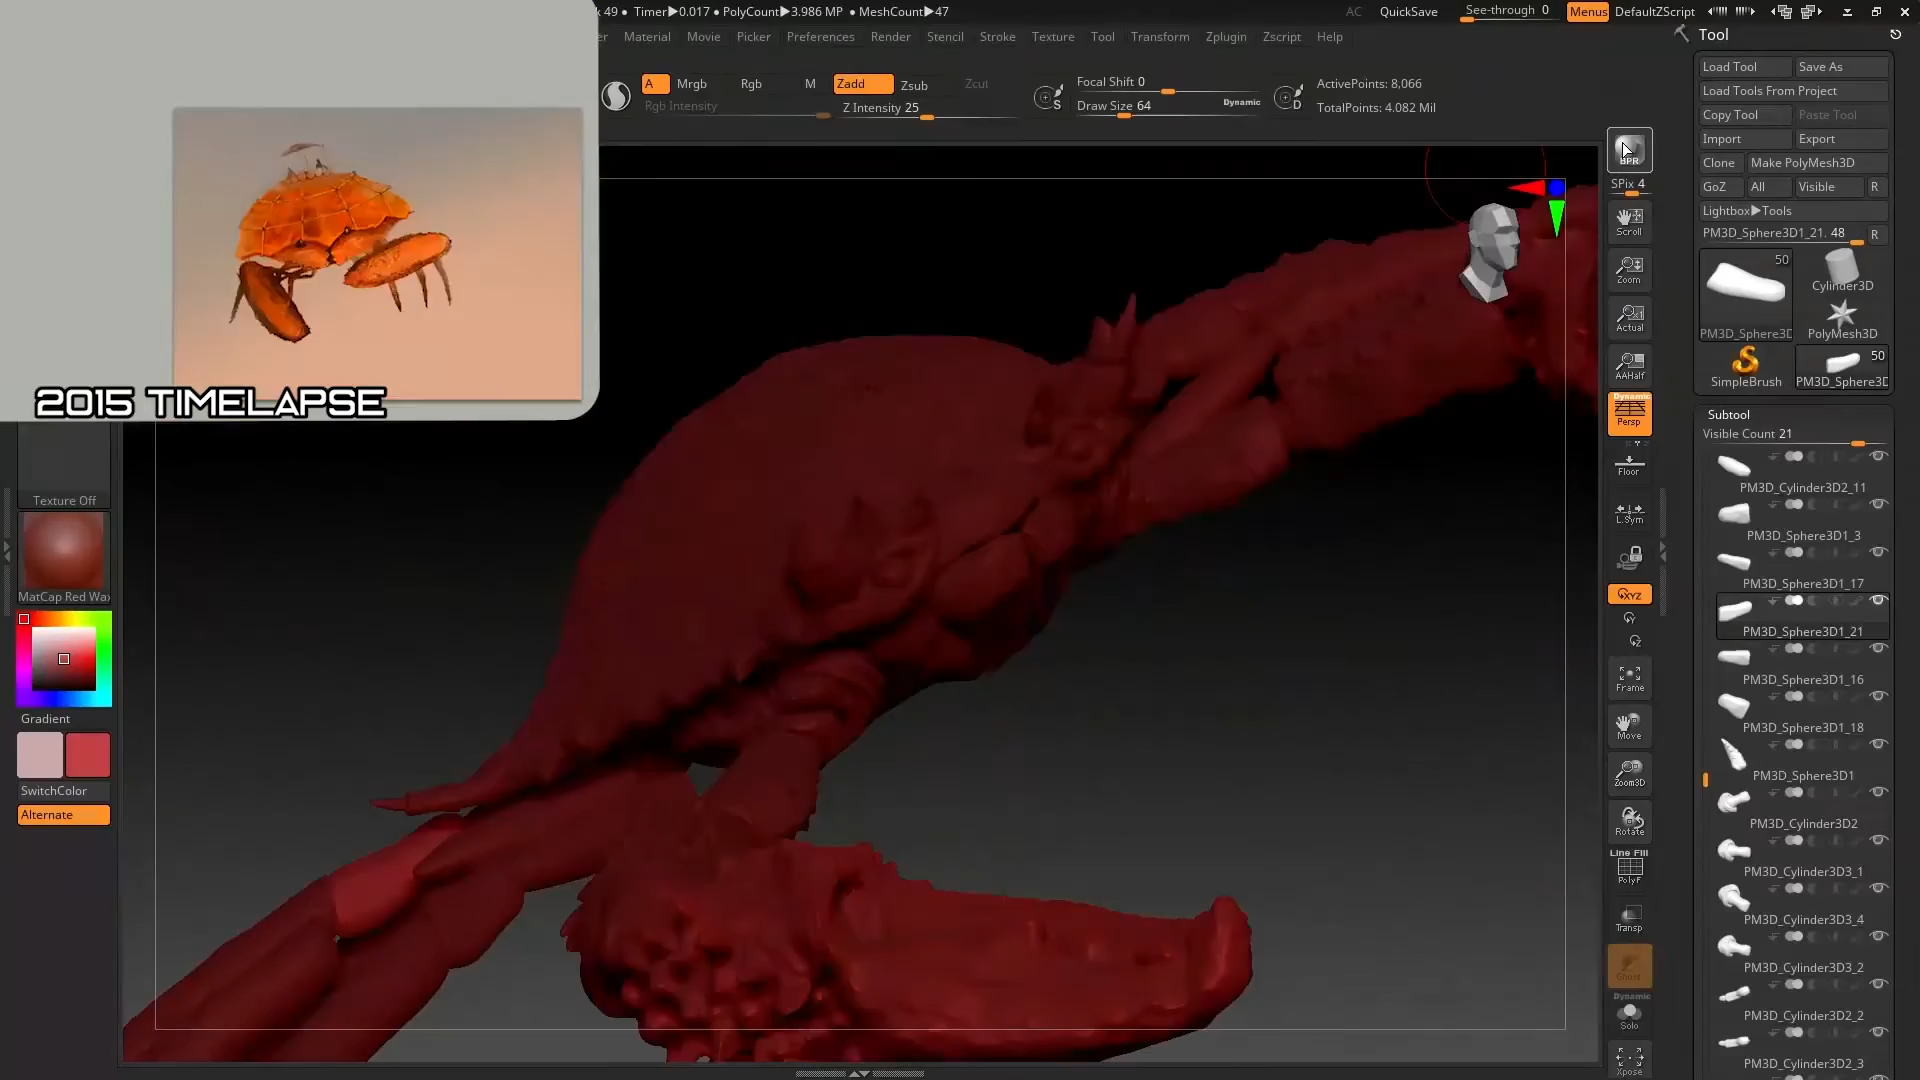 49 • Timer▶0.017 • PolyCount▶3.986 MP • MeshCount▶47
AC QuickSave See-through 0 Menus DefaultZScript
Material Movie Picker Preferences Render Stencil Stroke Texture Tool Transform Zplugin Zscript Help
A Mrgb Rgb M Zadd Zsub Zcut
Rgb Intensity Z Intensity 25
S
Focal Shift 0
Draw Size 64 Dynamic
D
ActivePoints: 8,066
TotalPoints: 4.082 Mil
2015 TIMELAPSE
Texture Off
MatCap Red Wax
Gradient
SwitchColor
Alternate
BPR
SPix 4
Scroll
Zoom
Actual
AAHalf
Dynamic
Persp
Floor
L.Sym
XYZ
Frame
Move
Zoom3D
Rotate
Line Fill
PolyF
Transp
Ghost
Dynamic
Solo
Xpose
Tool
Load Tool Save As
Load Tools From Project
Copy Tool Paste Tool
Import Export
Clone Make PolyMesh3D
GoZ All Visible R
Lightbox▶Tools
PM3D_Sphere3D1_21. 48 R
50
Cylinder3D
PM3D_Sphere3D PolyMesh3D
50
SimpleBrush PM3D_Sphere3D
Subtool
Visible Count 21
PM3D_Cylinder3D2_11
PM3D_Sphere3D1_3
PM3D_Sphere3D1_17
PM3D_Sphere3D1_21
PM3D_Sphere3D1_16
PM3D_Sphere3D1_18
PM3D_Sphere3D1
PM3D_Cylinder3D2
PM3D_Cylinder3D3_1
PM3D_Cylinder3D3_4
PM3D_Cylinder3D3_2
PM3D_Cylinder3D2_2
PM3D_Cylinder3D2_3